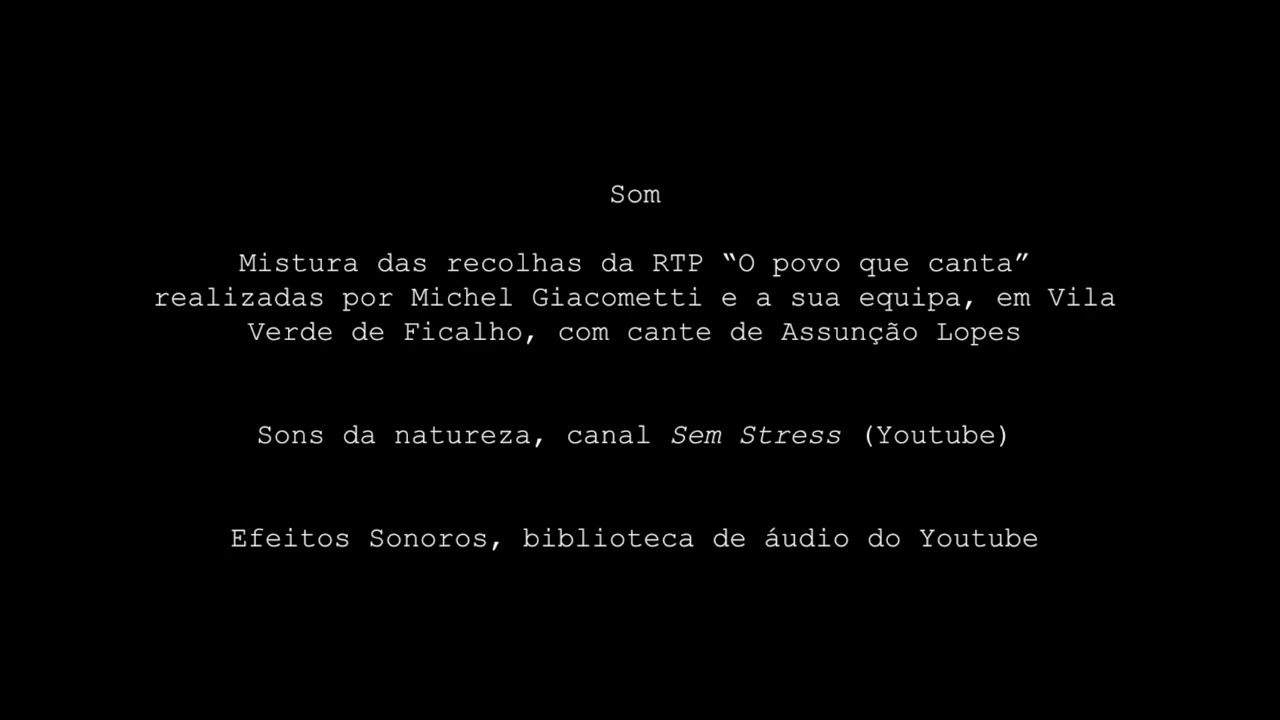 Som
Mistura das recolhas da RTP “O povo que canta”
realizadas por Michel Giacometti e a sua equipa, em Vila
Verde de Ficalho, com cante de Assunção Lopes
Sons da natureza, canal Sem Stress (Youtube)
Efeitos Sonoros, biblioteca de áudio do Youtube